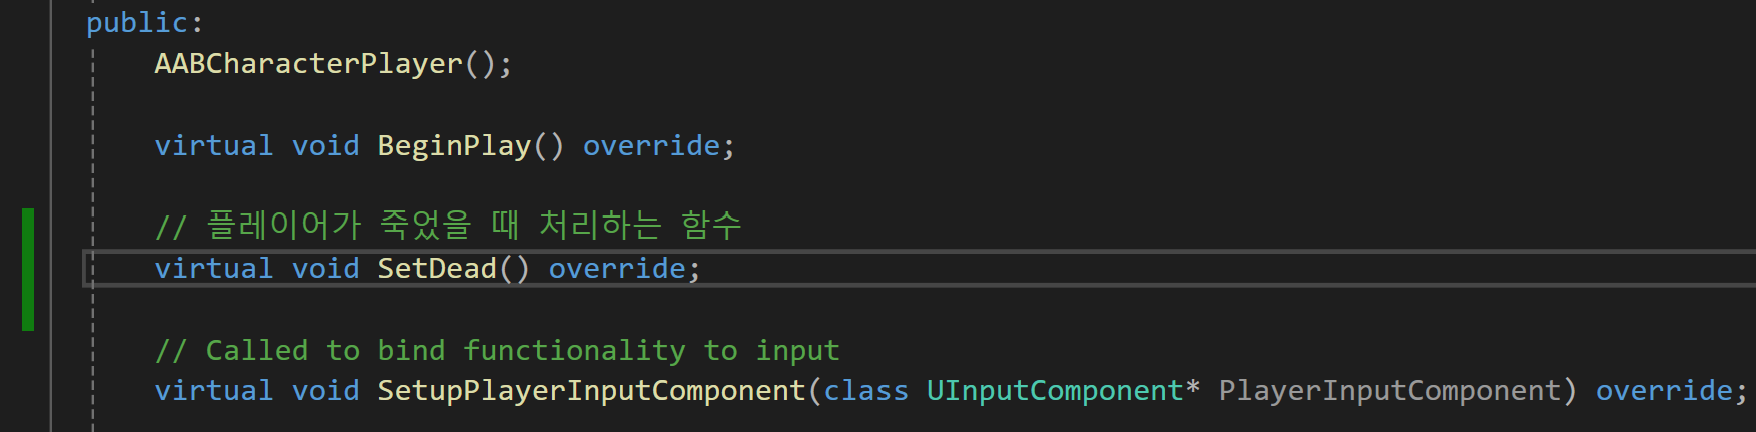 public:
AABCharacterPlayer();
virtual void BeginPlay() override;
// 플레이어가 죽었을 때 처리하는 함수
virtual void SetDead() override;
// Called to bind functionality to input
virtual void SetupPlayerInputComponent(class UInputComponent* PlayerInputComponent) override;